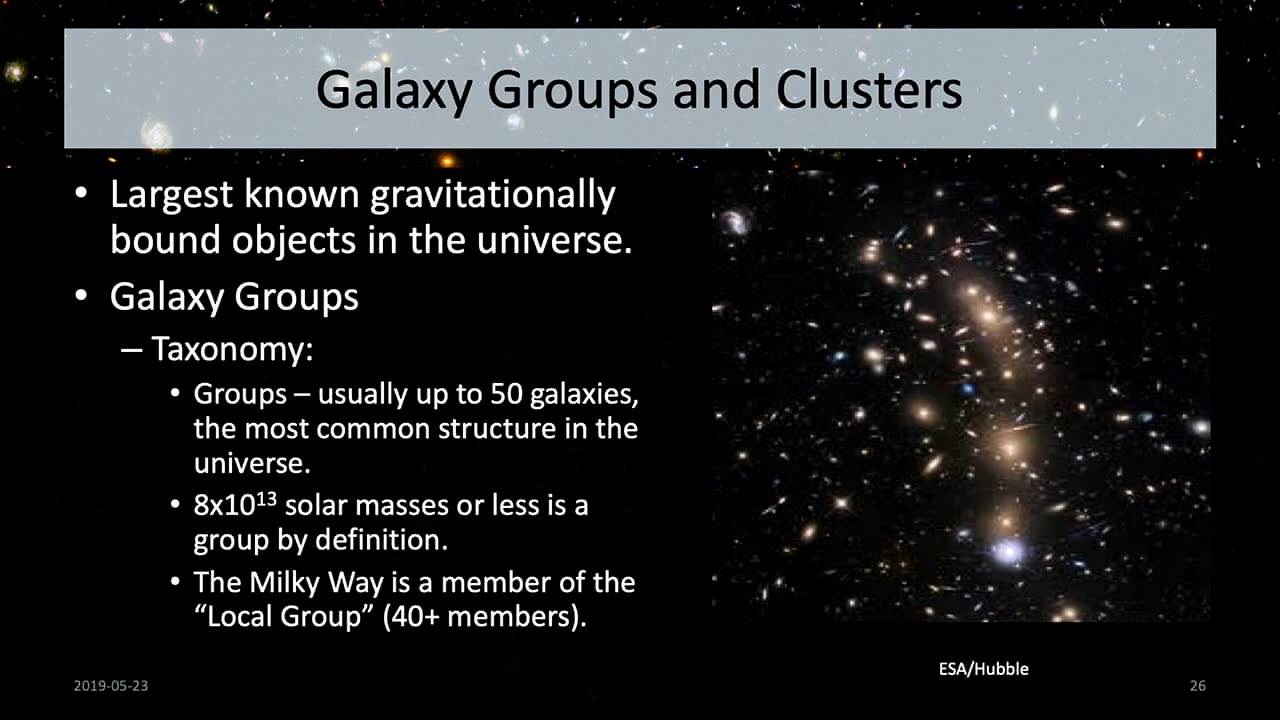 Galaxy Groups and Clusters
• Largest known gravitationally
bound objects in the universe.
• Galaxy Groups
– Taxonomy:
• Groups – usually up to 50 galaxies,
the most common structure in the
universe.
• 8x10¹³ solar masses or less is a
group by definition.
• The Milky Way is a member of the
“Local Group” (40+ members).
ESA/Hubble
2019-05-23
26